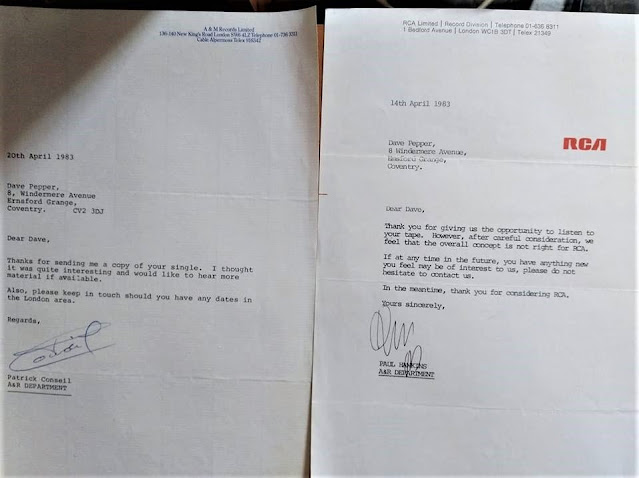 A & M Records Limited
136-140 New King's Road London SW6 4LZ Telephone 01-736 3311
Cable Telex
20th April 1983
Dave Pepper,
8, Windermere Avenue
Ernsford Grange,
Coventry. CV2 3DJ
Dear Dave,
Thanks for sending me a copy of your single. I thought
it was quite interesting and would like to hear more
material if available.
Also, please keep in touch should you have any dates in
the London area.
Regards,
Patrick Conseil
A&R DEPARTMENT
RCA Limited | Record Division | Telephone 01-636 8311
1 Bedford Avenue | London WC1B 3DT | Telex 21349
14th April 1983
RCA
Dave Pepper,
8 Windermere Avenue,
Grange,
Coventry.
Dear Dave,
Thank you for giving us the opportunity to listen to
your tape. However, after careful consideration, we
feel that the overall concept is not right for RCA.
If at any time in the future, you have anything new
you feel may be of interest to us, please do not
hesitate to contact us.
In the meantime, thank you for considering RCA.
Yours sincerely,
PAUL
A&R DEPARTMENT